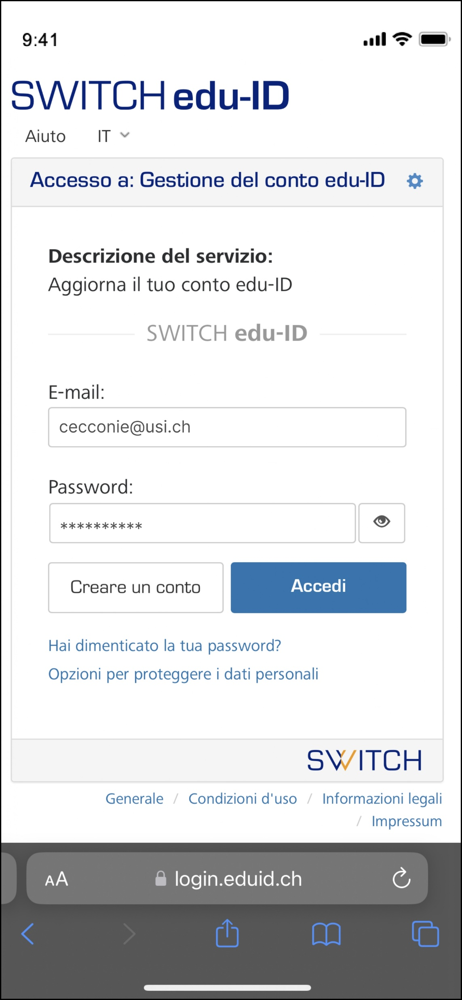 9:41
SWITCH edu-ID
Aiuto IT
Accesso a: Gestione del conto edu-ID
Descrizione del servizio:
Aggiorna il tuo conto edu-ID
SWITCH edu-ID
E-mail:
cecconie@usi.ch
Password:
**********
Creare un conto
Accedi
Hai dimenticato la tua password?
Opzioni per proteggere i dati personali
SWITCH
Generale / Condizioni d'uso / Informazioni legali
/ Impressum
AA login.eduid.ch